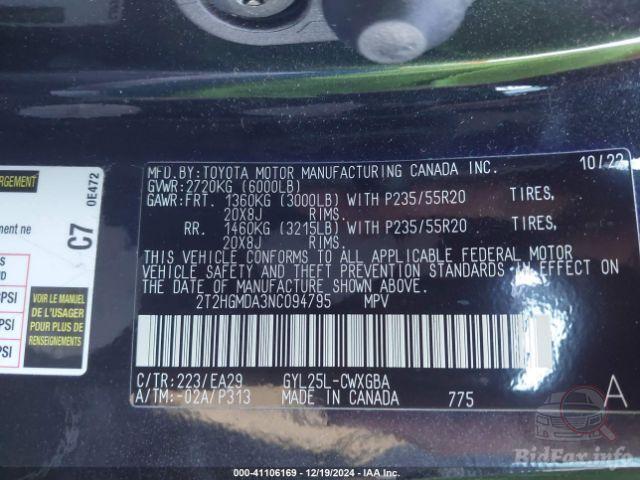 MFD.BY:TOYOTA MOTOR MANUFACTURING CANADA INC. 10/22
GVWR:2720KG (6000LB)
GAWR:FRT. 1360KG (3000LB) WITH P235/55R20 TIRES,
20X8J RIMS.
RR. 1460KG (3215LB) WITH P235/55R20 TIRES,
20X8J RIMS.
THIS VEHICLE CONFORMS TO ALL APPLICABLE FEDERAL MOTOR
VEHICLE SAFETY AND THEFT PREVENTION STANDARDS IN EFFECT ON
THE DATE OF MANUFACTURE SHOWN ABOVE.
2T2HGMDA3NC094795 MPV
C/TR:223/EA29 GYL25L-CWXGBA
A/TM:-02A/P313 MADE IN CANADA 775 A
C7
0E472
ment ne
PSI
PSI
VOIR LE MANUEL
DE L'USAGER
POUR PLUS DE
RENSEIGNEMENTS
000-41106169 - 12/19/2024 - IAA Inc.
BidFax.info